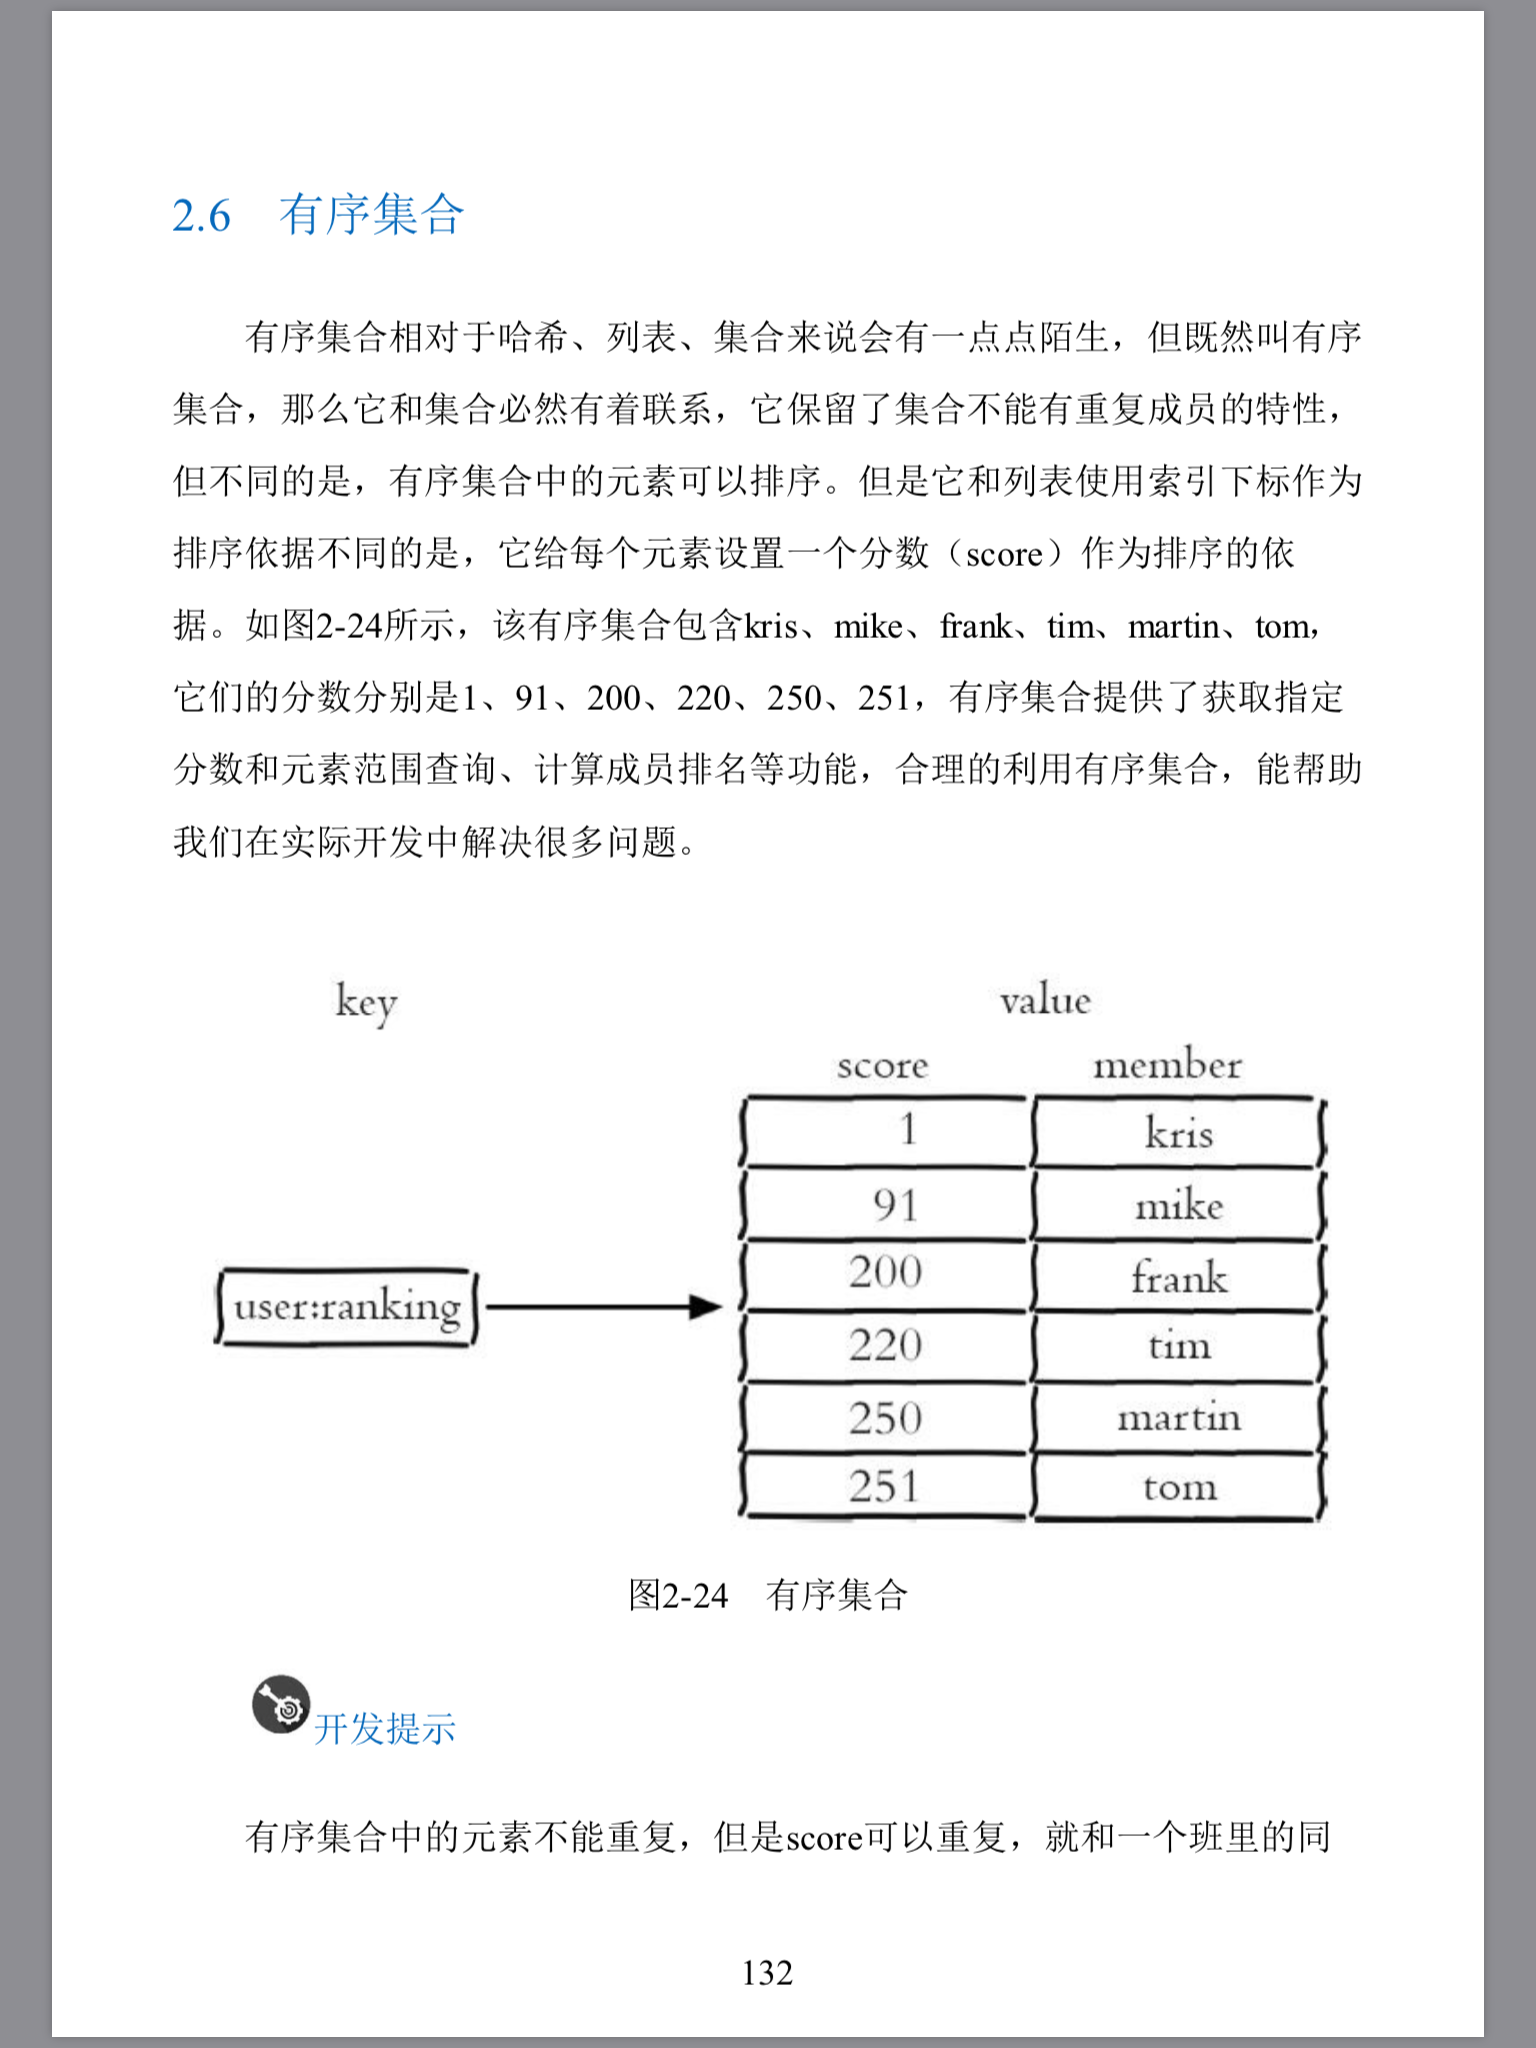 2.6 有序集合
有序集合相对于哈希、列表、集合来说会有一点点陌生，但既然叫有序
集合，那么它和集合必然有着联系，它保留了集合不能有重复成员的特性，
但不同的是，有序集合中的元素可以排序。但是它和列表使用索引下标作为
排序依据不同的是，它给每个元素设置一个分数（score）作为排序的依
据。如图2-24所示，该有序集合包含kris、mike、frank、tim、martin、tom，
它们的分数分别是1、91、200、220、250、251，有序集合提供了获取指定
分数和元素范围查询、计算成员排名等功能，合理的利用有序集合，能帮助
我们在实际开发中解决很多问题。
key value
score member
1 kris
91 mike
200 frank
user:ranking
220 tim
250 martin
251 tom
图2-24 有序集合
开发提示
有序集合中的元素不能重复，但是score可以重复，就和一个班里的同
132